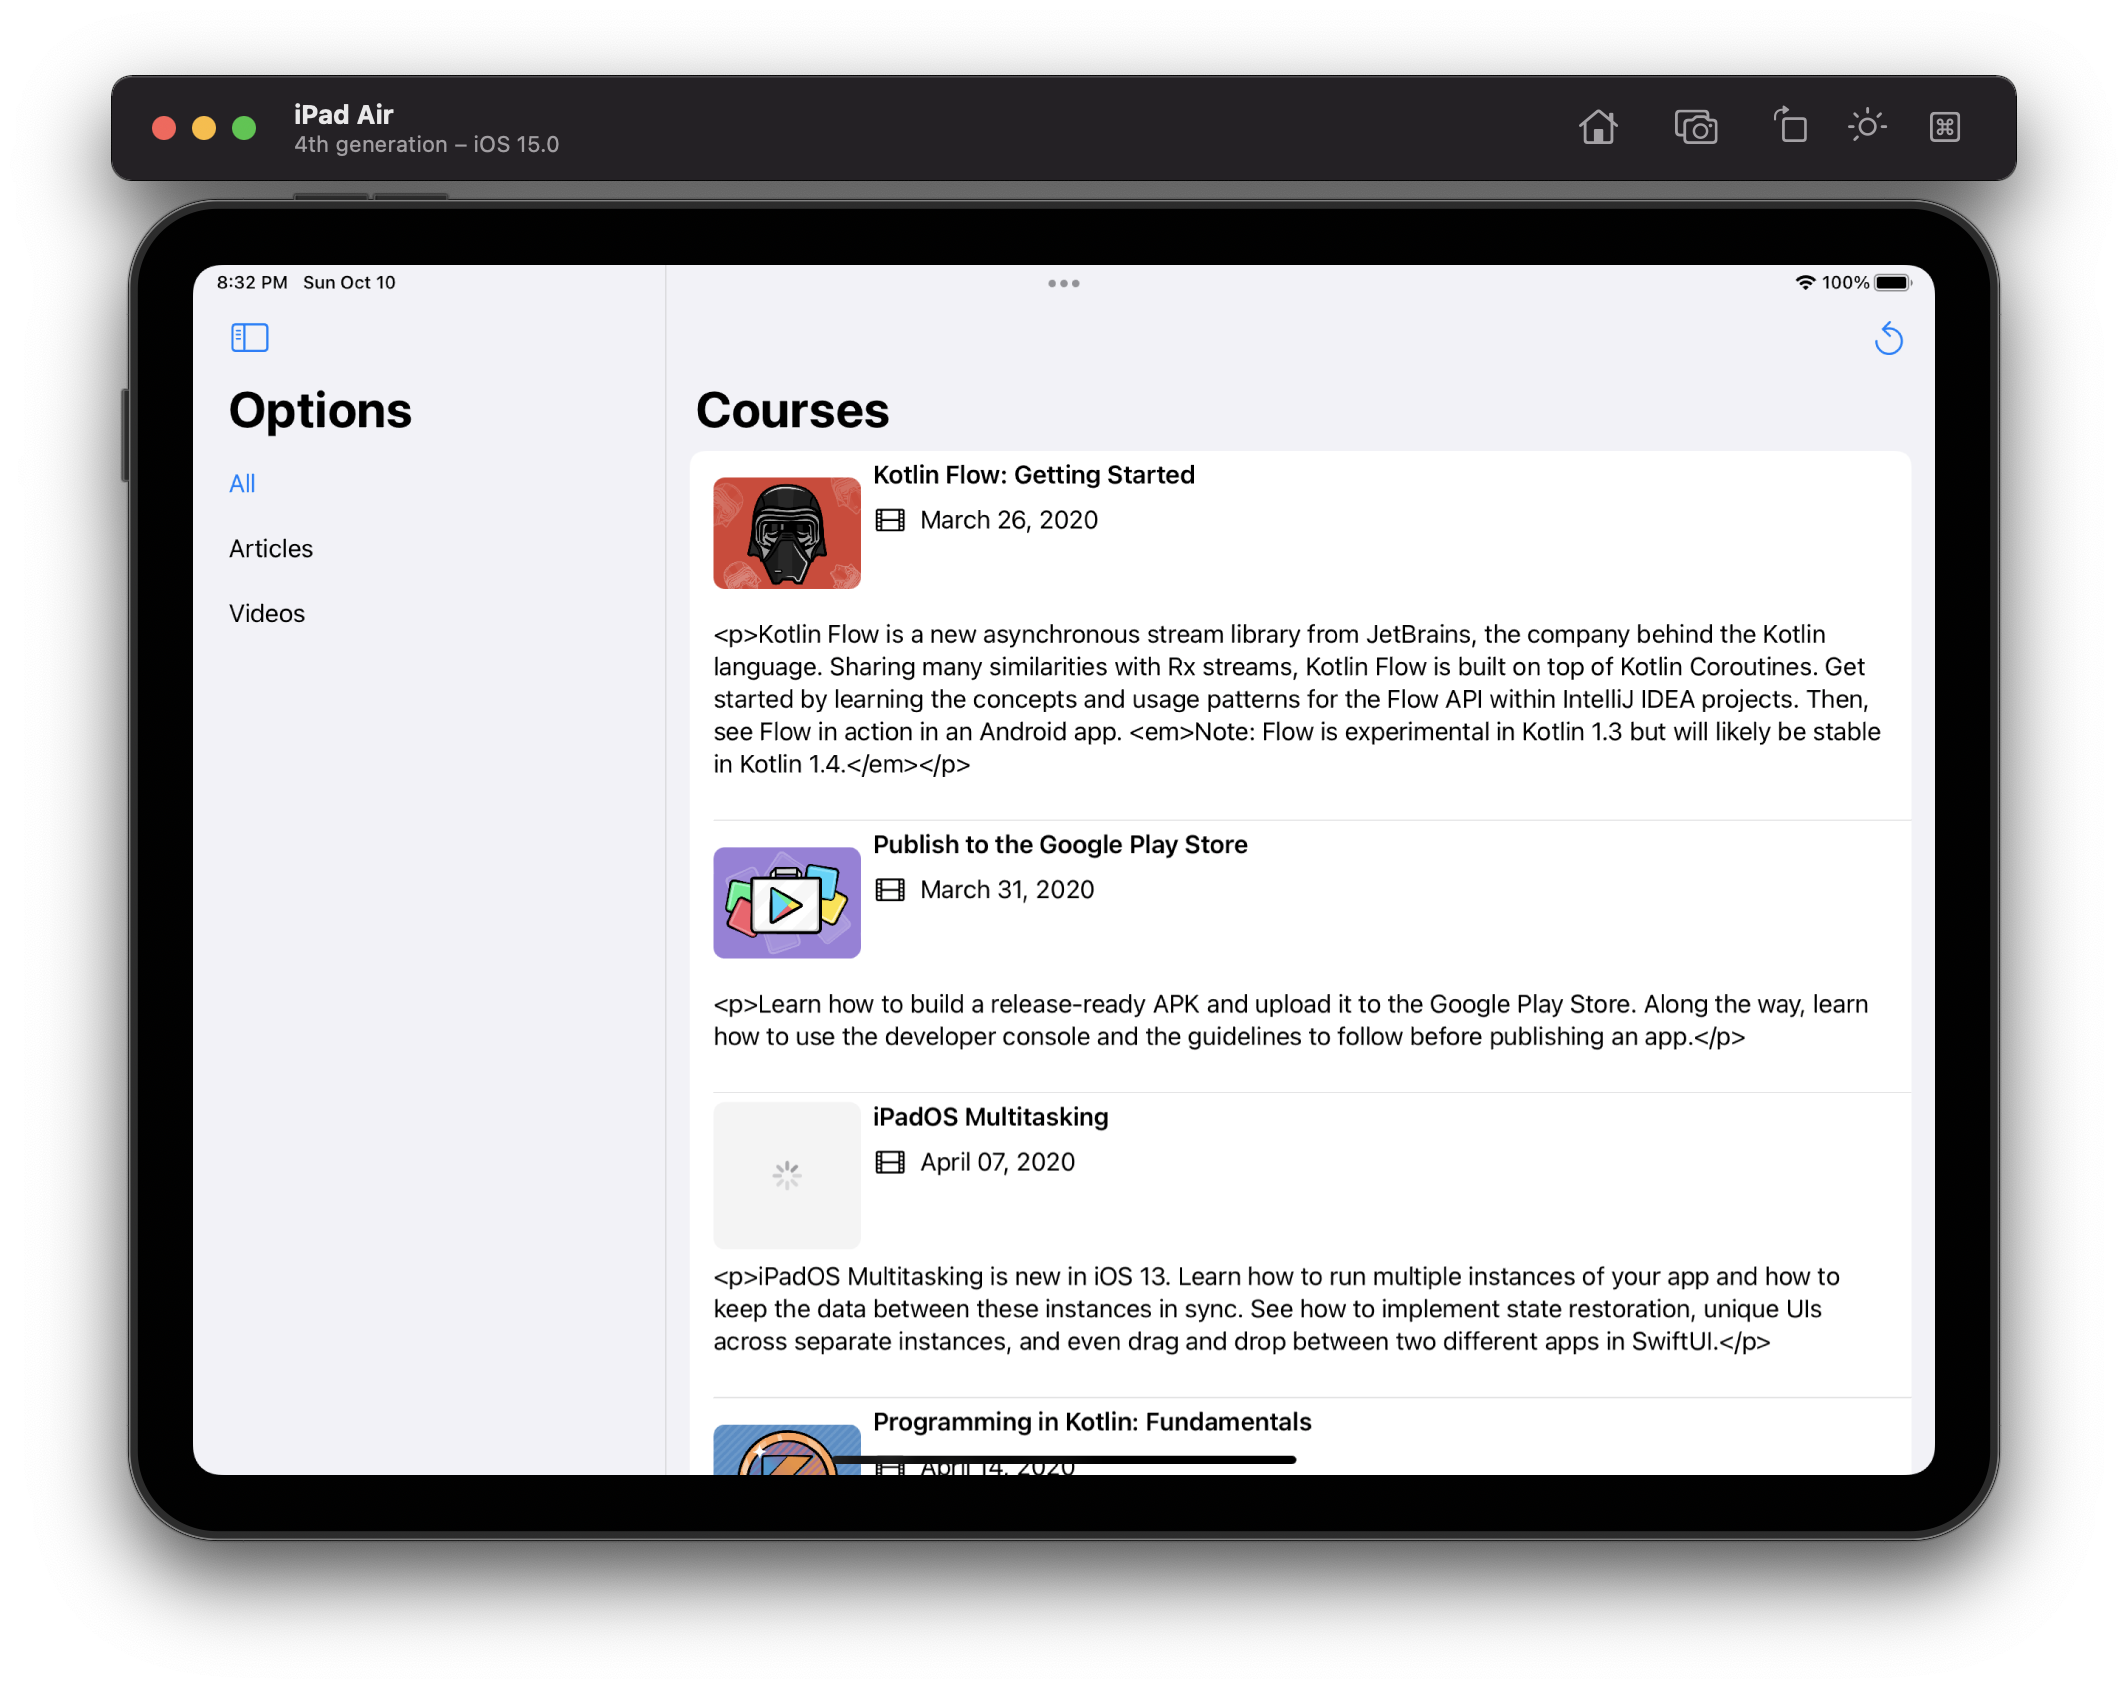 iPad Air
4th generation – iOS 15.0
8:32 PM Sun Oct 10
100%
Options
All
Articles
Videos
Courses
Kotlin Flow: Getting Started
March 26, 2020
<p>Kotlin Flow is a new asynchronous stream library from JetBrains, the company behind the Kotlin
language. Sharing many similarities with Rx streams, Kotlin Flow is built on top of Kotlin Coroutines. Get
started by learning the concepts and usage patterns for the Flow API within IntelliJ IDEA projects. Then,
see Flow in action in an Android app. <em>Note: Flow is experimental in Kotlin 1.3 but will likely be stable
in Kotlin 1.4.</em></p>
Publish to the Google Play Store
March 31, 2020
<p>Learn how to build a release-ready APK and upload it to the Google Play Store. Along the way, learn
how to use the developer console and the guidelines to follow before publishing an app.</p>
iPadOS Multitasking
April 07, 2020
<p>iPadOS Multitasking is new in iOS 13. Learn how to run multiple instances of your app and how to
keep the data between these instances in sync. See how to implement state restoration, unique UIs
across separate instances, and even drag and drop between two different apps in SwiftUI.</p>
Programming in Kotlin: Fundamentals
April 14, 2020